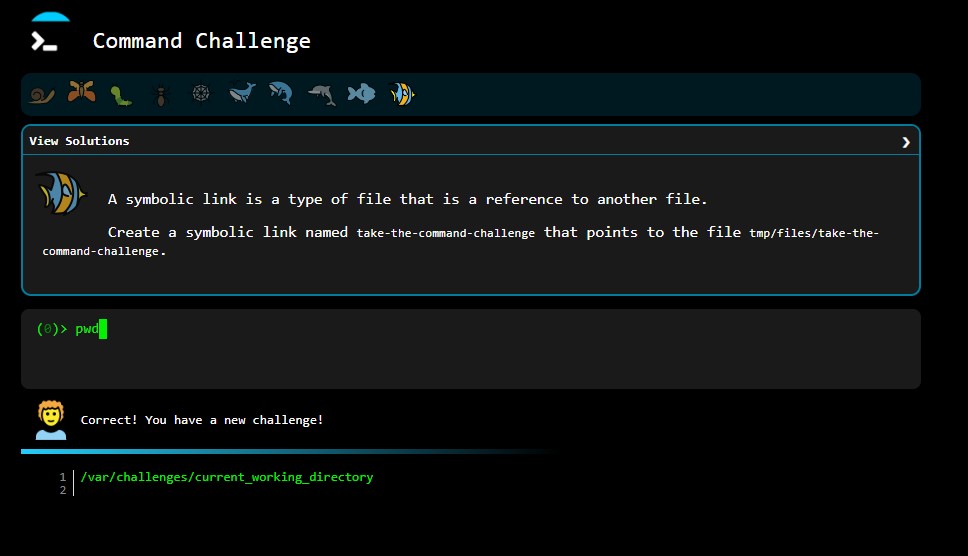 Command Challenge
View Solutions
A symbolic link is a type of file that is a reference to another file.
Create a symbolic link named take-the-command-challenge that points to the file tmp/files/take-the-
command-challenge.
(0)> pwd
Correct! You have a new challenge!
1 /var/challenges/current_working_directory
2